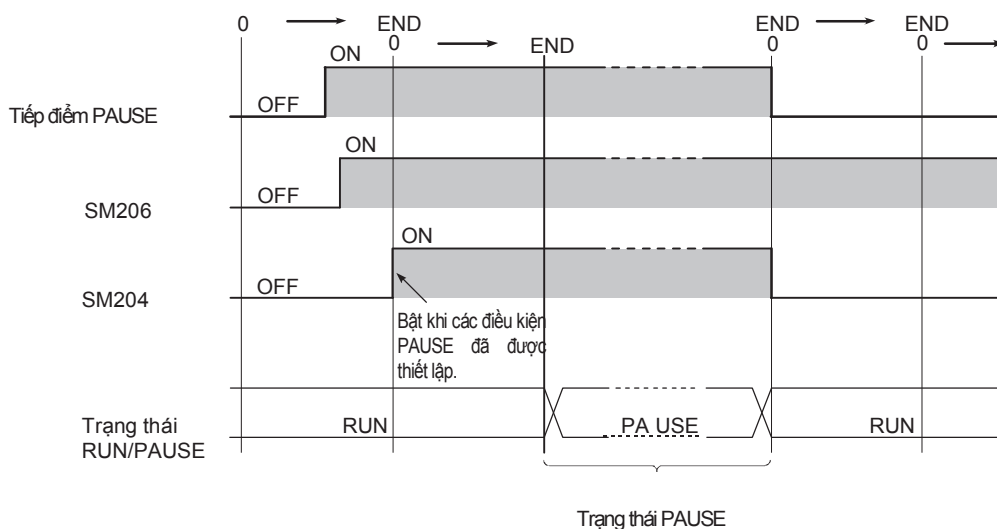 0 END END END END
0 0 0
ON
OFF
Tiếp điểm PAUSE
ON
OFF
SM206
ON
OFF
SM204
Bật khi các điều kiện
PAUSE đã được
thiết lập.
Trạng thái
RUN/PAUSE
RUN PA USE RUN
Trạng thái PAUSE